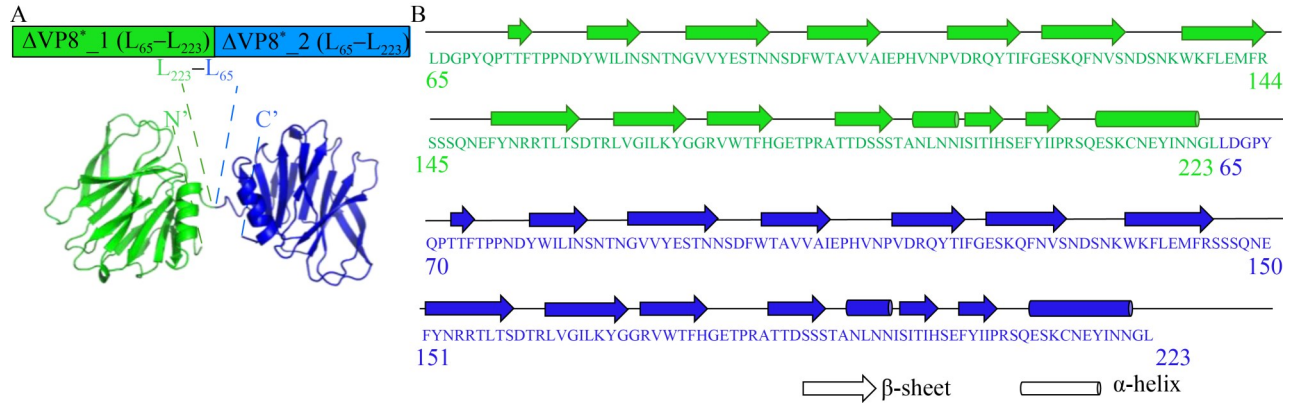 A
B
ΔVP8*_1 (L65–L223) ΔVP8*_2 (L65–L223)
L223–L65
N' C'
LDGPYQPTTFTPPNDYWILINSNTNGVVYESTNNSDFWTAVVAIEPHVNPVDRQYTIFGESKQFNVSNDSNKWKFLEMFR
65 144
SSSQNEFYNRRTLTSDTRLVGILKYGGRVWTFHGETPRATTDSSSTANLNNISITIHSEFYIIPRSQESKCNEYINNGLLDGPY
145 223 65
QPTTFTPPNDYWILINSNTNGVVYESTNNSDFWTAVVAIEPHVNPVDRQYTIFGESKQFNVSNDSNKWKFLEMFRSSSQNE
70 150
FYNRRTLTSDTRLVGILKYGGRVWTFHGETPRATTDSSSTANLNNISITIHSEFYIIPRSQESKCNEYINNGL
151 223
β-sheet α-helix